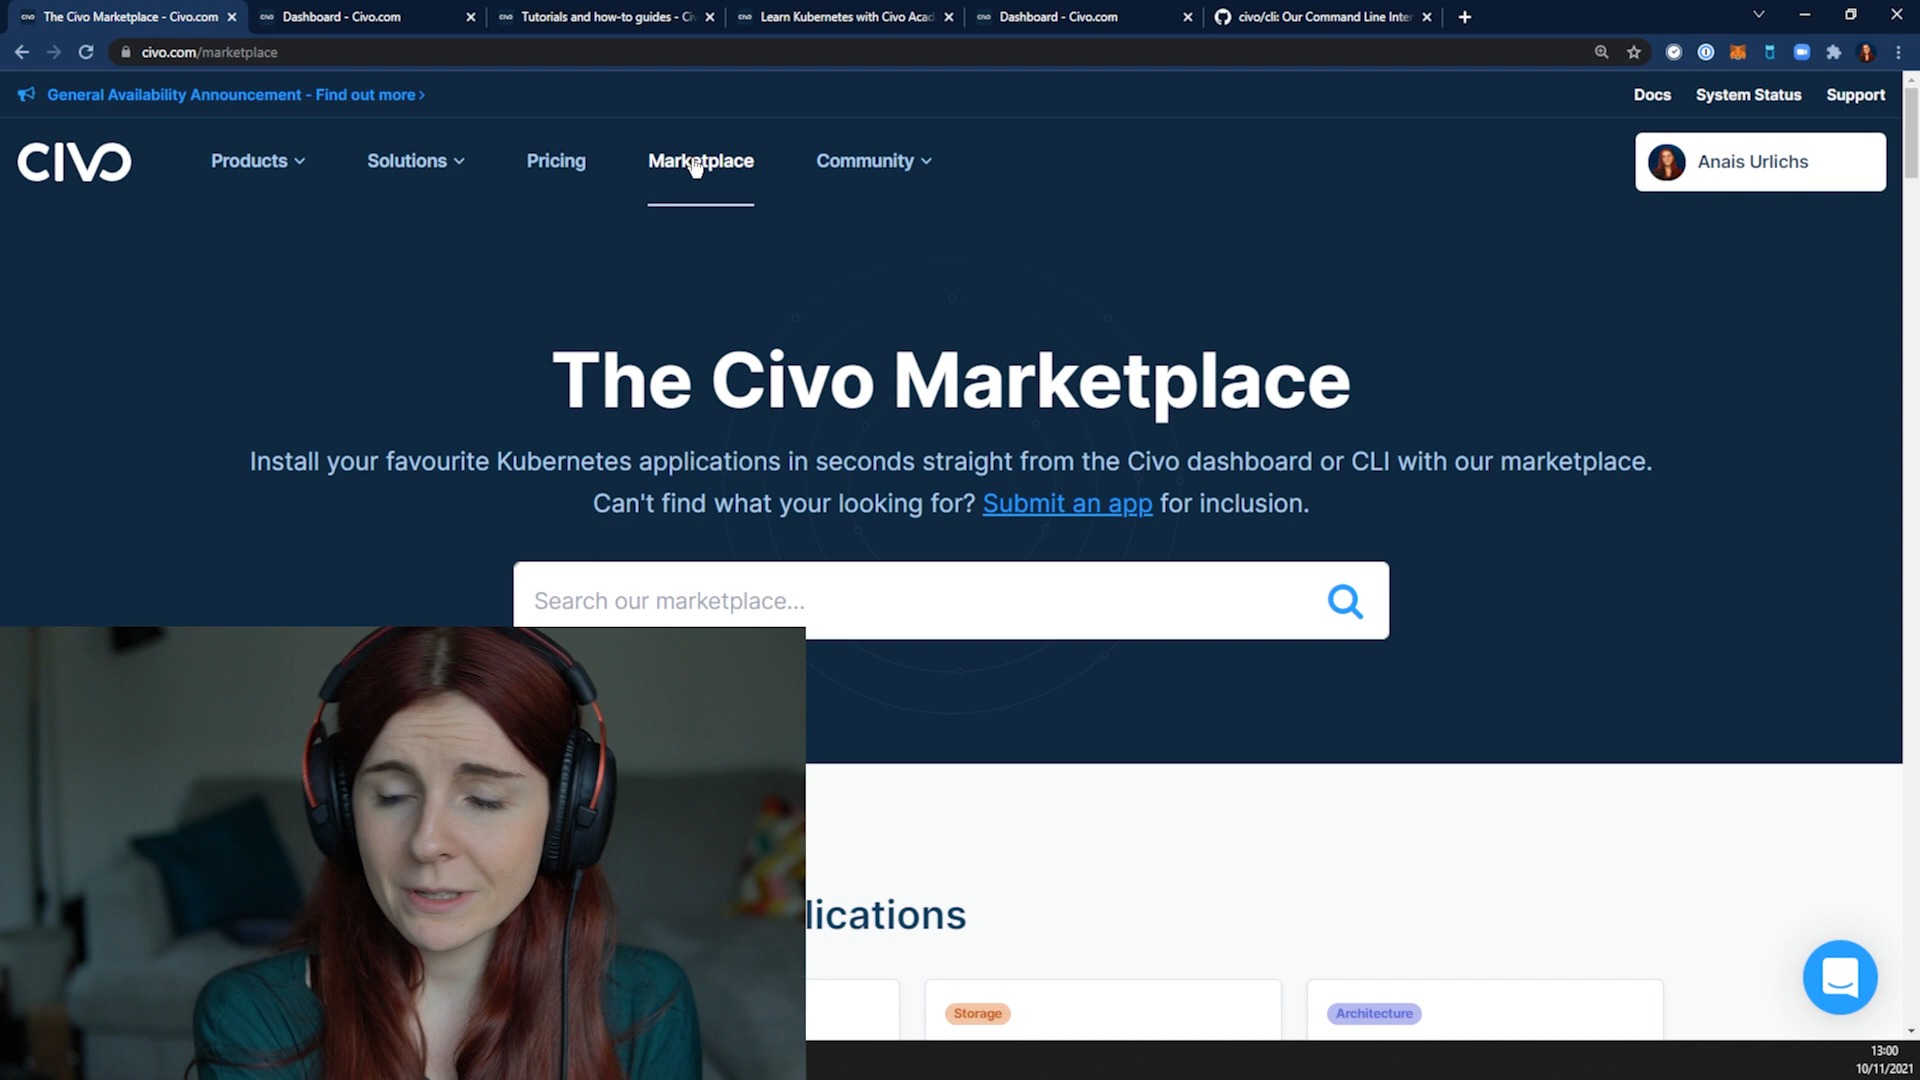 The Civo Marketplace - Civo.com
Dashboard - Civo.com
Tutorials and how-to guides - Ci
Learn Kubernetes with Civo Acad
Dashboard - Civo.com
civo/cli: Our Command Line Inter
civo.com/marketplace
General Availability Announcement - Find out more >
Docs
System Status
Support
CIVO
Products
Solutions
Pricing
Marketplace
Community
Anais Urlichs
The Civo Marketplace
Install your favourite Kubernetes applications in seconds straight from the Civo dashboard or CLI with our marketplace.
Can't find what your looking for? Submit an app for inclusion.
Search our marketplace...
lications
Storage
Architecture
13:00
10/11/2021